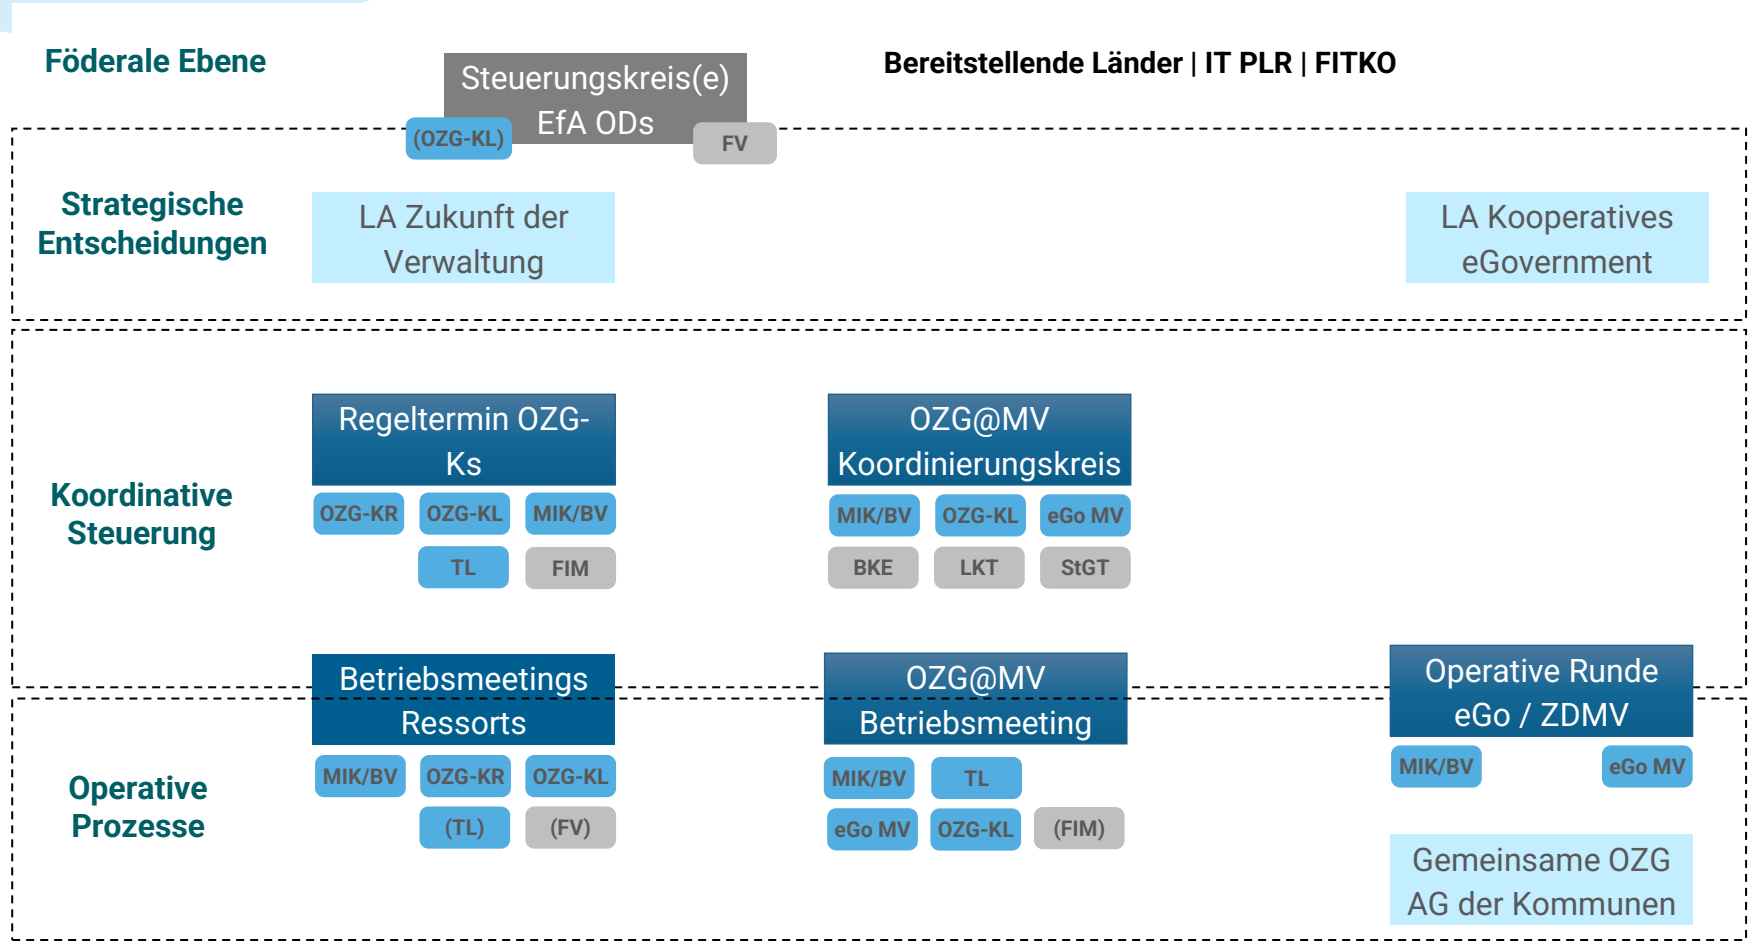 Föderale Ebene
Steuerungskreis(e)
EfA ODs
(OZG-KL)
FV
Bereitstellende Länder | IT PLR | FITKO
Strategische
Entscheidungen
LA Zukunft der
Verwaltung
LA Kooperatives
eGovernment
Koordinative
Steuerung
Regeltermin OZG-
Ks
OZG-KR OZG-KL MIK/BV
TL FIM
OZG@MV
Koordinierungskreis
MIK/BV OZG-KL eGo MV
BKE LKT StGT
Operative
Prozesse
Betriebsmeetings
Ressorts
MIK/BV OZG-KR OZG-KL
(TL) (FV)
OZG@MV
Betriebsmeeting
MIK/BV TL
eGo MV OZG-KL (FIM)
Operative Runde
eGo / ZDMV
MIK/BV eGo MV
Gemeinsame OZG
AG der Kommunen